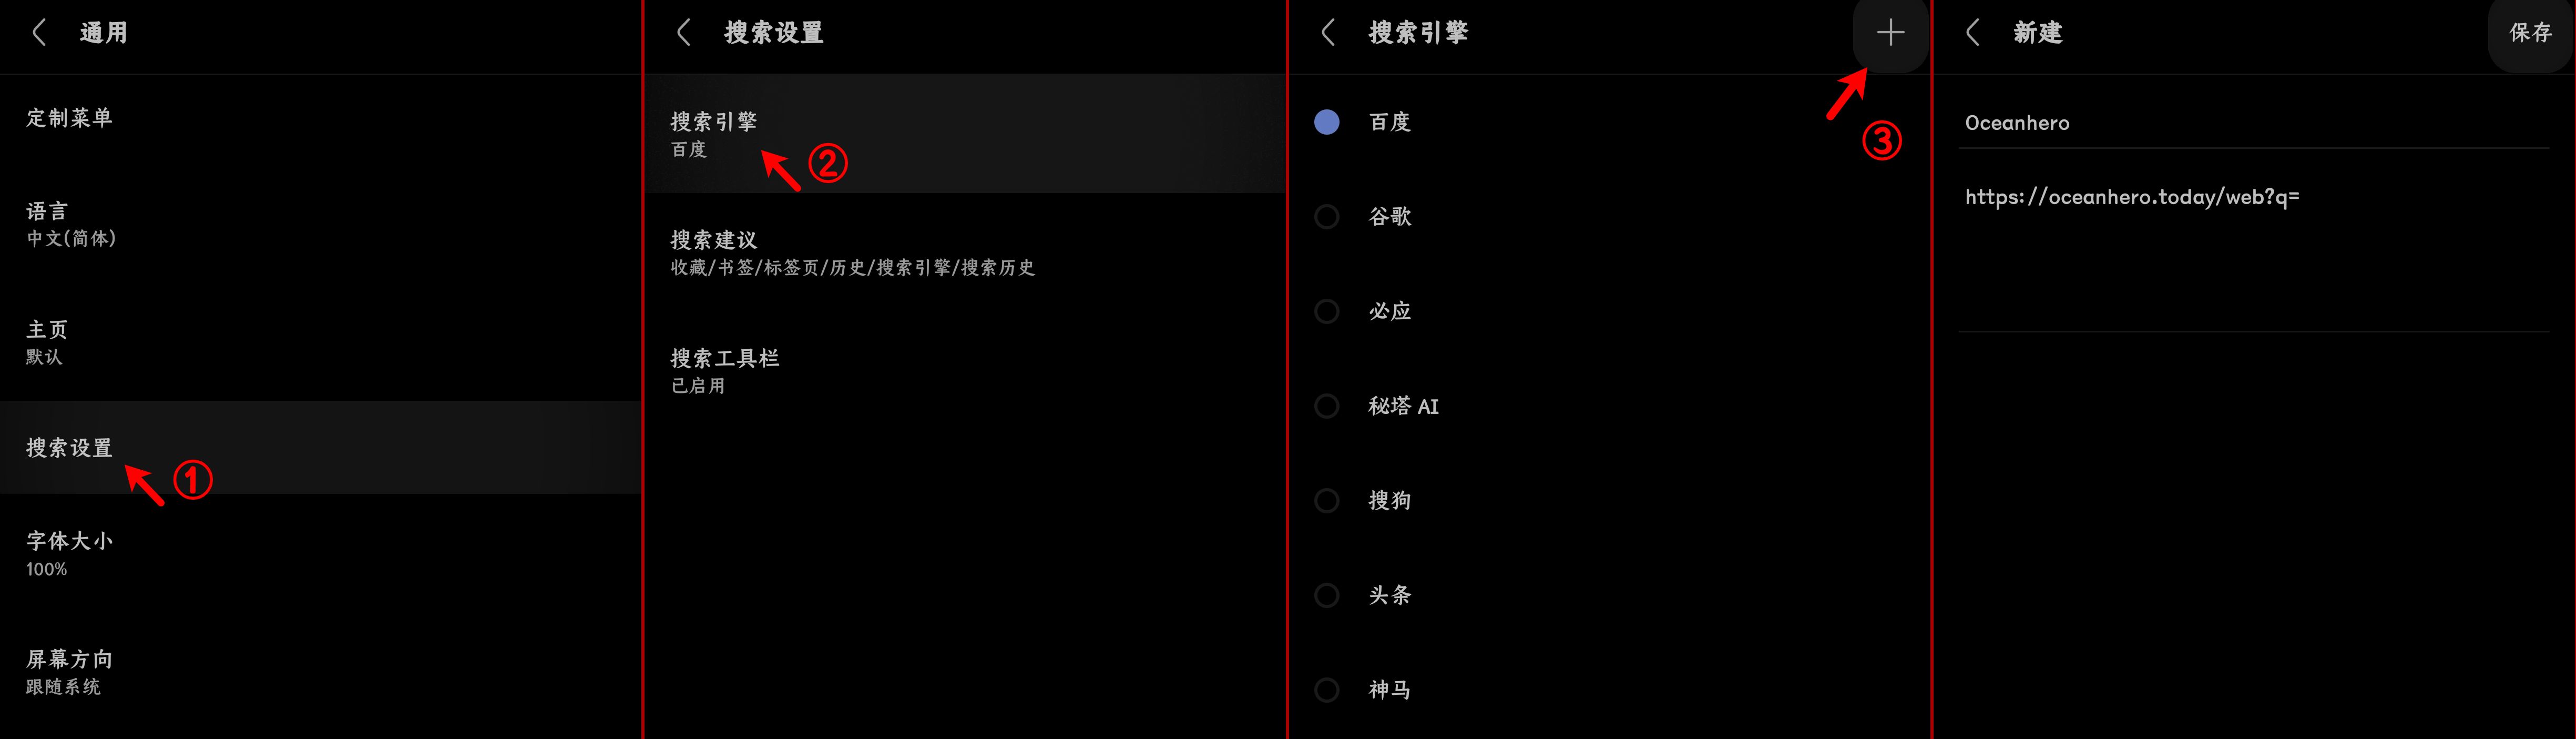 通用
定制菜单
语言
中文(简体)
主页
默认
搜索设置
①
字体大小
100%
屏幕方向
跟随系统
搜索设置
搜索引擎
百度
②
搜索建议
收藏/书签/标签页/历史/搜索引擎/搜索历史
搜索工具栏
已启用
搜索引擎
③
百度
谷歌
必应
秘塔 AI
搜狗
头条
神马
新建
保存
Oceanhero
https://oceanhero.today/web?q=